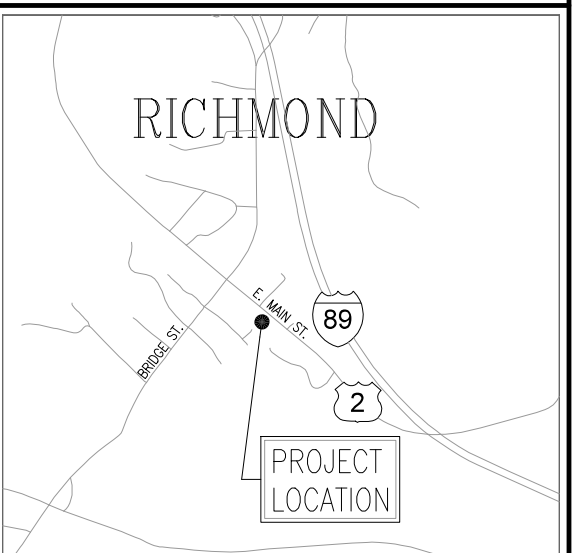 RICHMOND
E. MAIN ST.
89
BRIDGE ST.
2
PROJECT
LOCATION